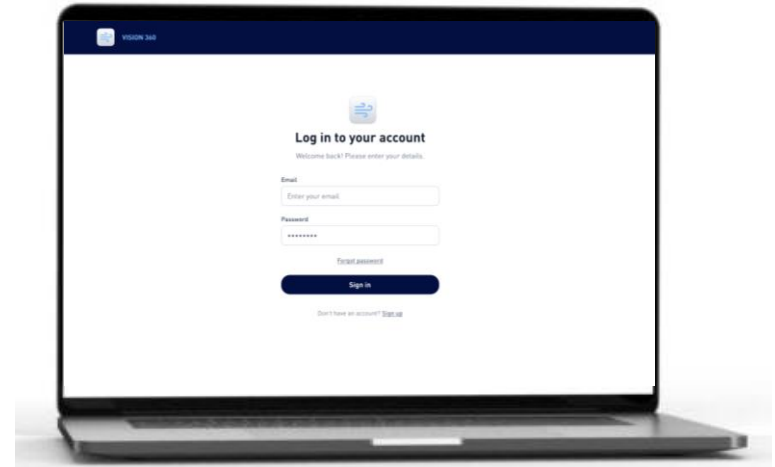 VISION 360
Log in to your account
Welcome back! Please enter your details.
Email
Enter your email
Password
••••••••
Forgot password
Sign in
Don't have an account? Sign up